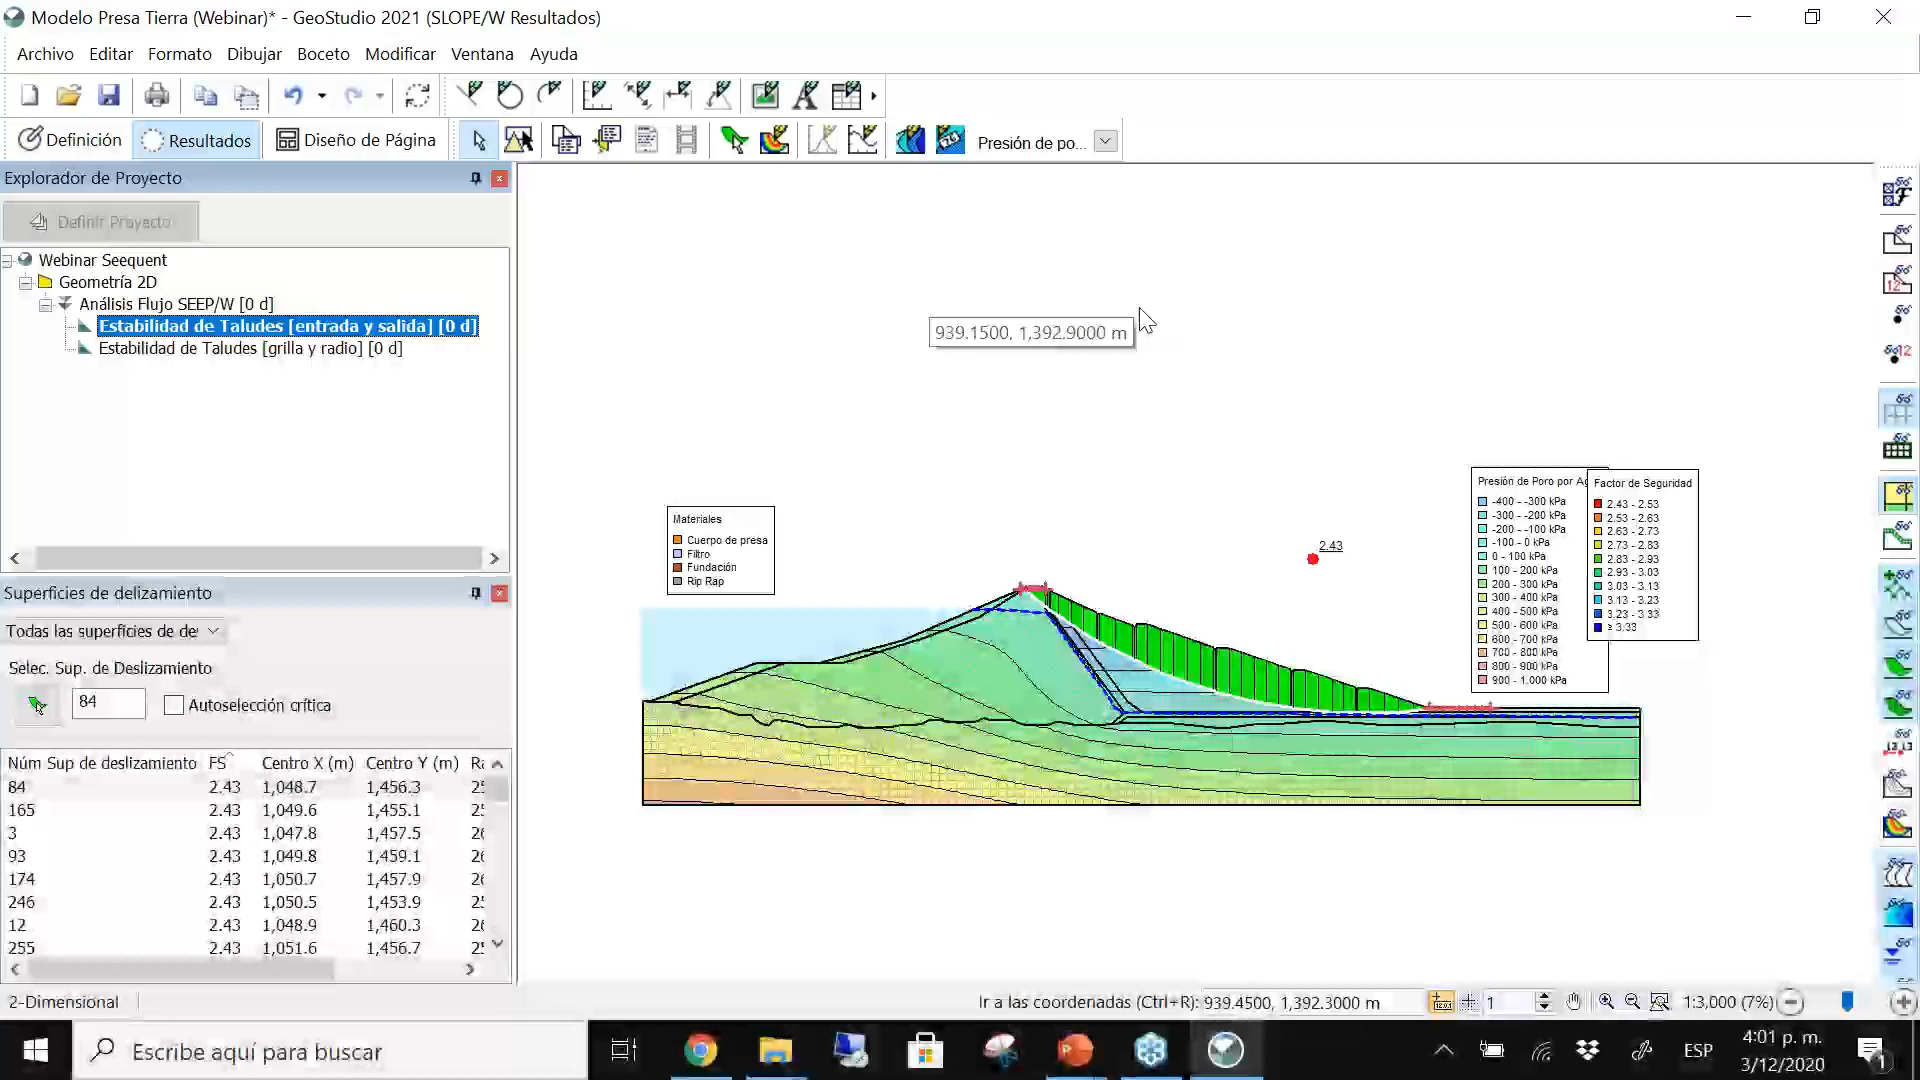 Modelo Presa Tierra (Webinar)* - GeoStudio 2021 (SLOPE/W Resultados)
Archivo Editar Formato Dibujar Boceto Modificar Ventana Ayuda
Definición Resultados Diseño de Página Presión de po...
Explorador de Proyecto
Definir Proyecto
Webinar Seequent
Geometría 2D
Análisis Flujo SEEP/W [0 d]
Estabilidad de Taludes [entrada y salida] [0 d]
Estabilidad de Taludes [grilla y radio] [0 d]
Superfícies de delizamiento
Todas las superfícies de de
Selec. Sup. de Deslizamiento
84 Autoselección crítica
Núm Sup de deslizamiento FS Centro X (m) Centro Y (m)
84 2.43 1,048.7 1,456.3
165 2.43 1,049.6 1,455.1
3 2.43 1,047.8 1,457.5
93 2.43 1,049.8 1,459.1
174 2.43 1,050.7 1,457.9
246 2.43 1,050.5 1,453.9
12 2.43 1,048.9 1,460.3
255 2.43 1,051.6 1,456.7
939.1500, 1,392.9000 m
Materiales
Cuerpo de presa
Filtro
Fundación
Rip Rap
2.43
Presión de Poro por Ag
-400 - -300 kPa
-300 - -200 kPa
-200 - -100 kPa
-100 - 0 kPa
0 - 100 kPa
100 - 200 kPa
200 - 300 kPa
300 - 400 kPa
400 - 500 kPa
500 - 600 kPa
600 - 700 kPa
700 - 800 kPa
800 - 900 kPa
900 - 1,000 kPa
Factor de Seguridad
2.43 - 2.53
2.53 - 2.63
2.63 - 2.73
2.73 - 2.83
2.83 - 2.93
2.93 - 3.03
3.03 - 3.13
3.13 - 3.23
3.23 - 3.33
≥ 3.33
2-Dimensional Ir a las coordenadas (Ctrl+R): 939.4500, 1,392.3000 m 1 1:3,000 (7%)
Escribe aquí para buscar
ESP
4:01 p. m.
3/12/2020
1